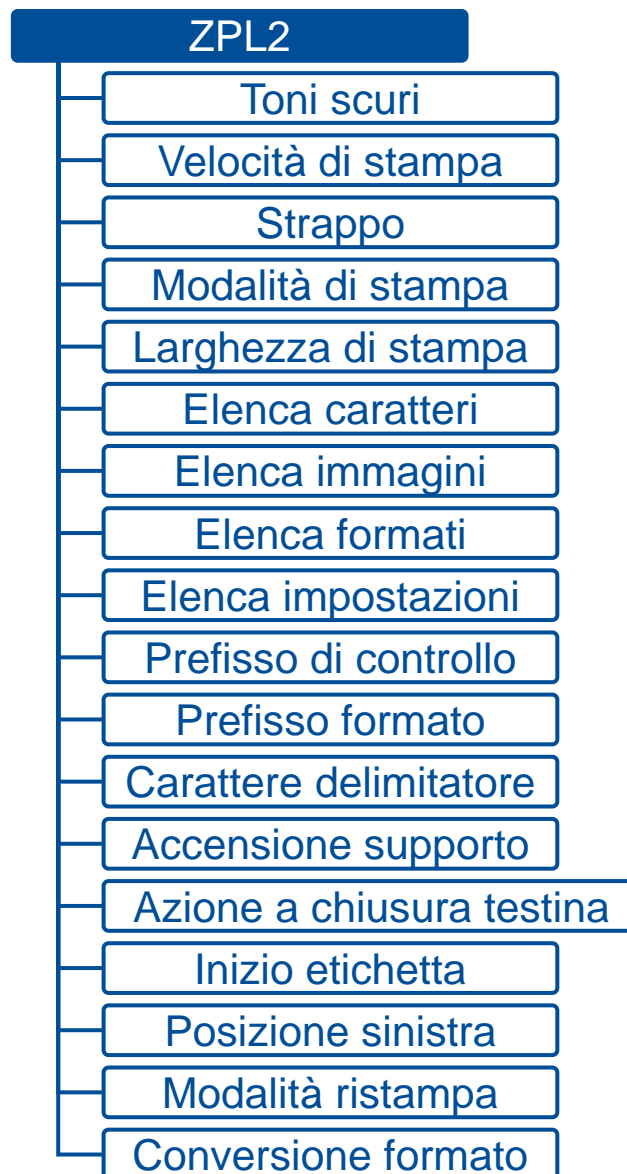 ZPL2
Toni scuri
Velocità di stampa
Strappo
Modalità di stampa
Larghezza di stampa
Elenca caratteri
Elenca immagini
Elenca formati
Elenca impostazioni
Prefisso di controllo
Prefisso formato
Carattere delimitatore
Accensione supporto
Azione a chiusura testina
Inizio etichetta
Posizione sinistra
Modalità ristampa
Conversione formato